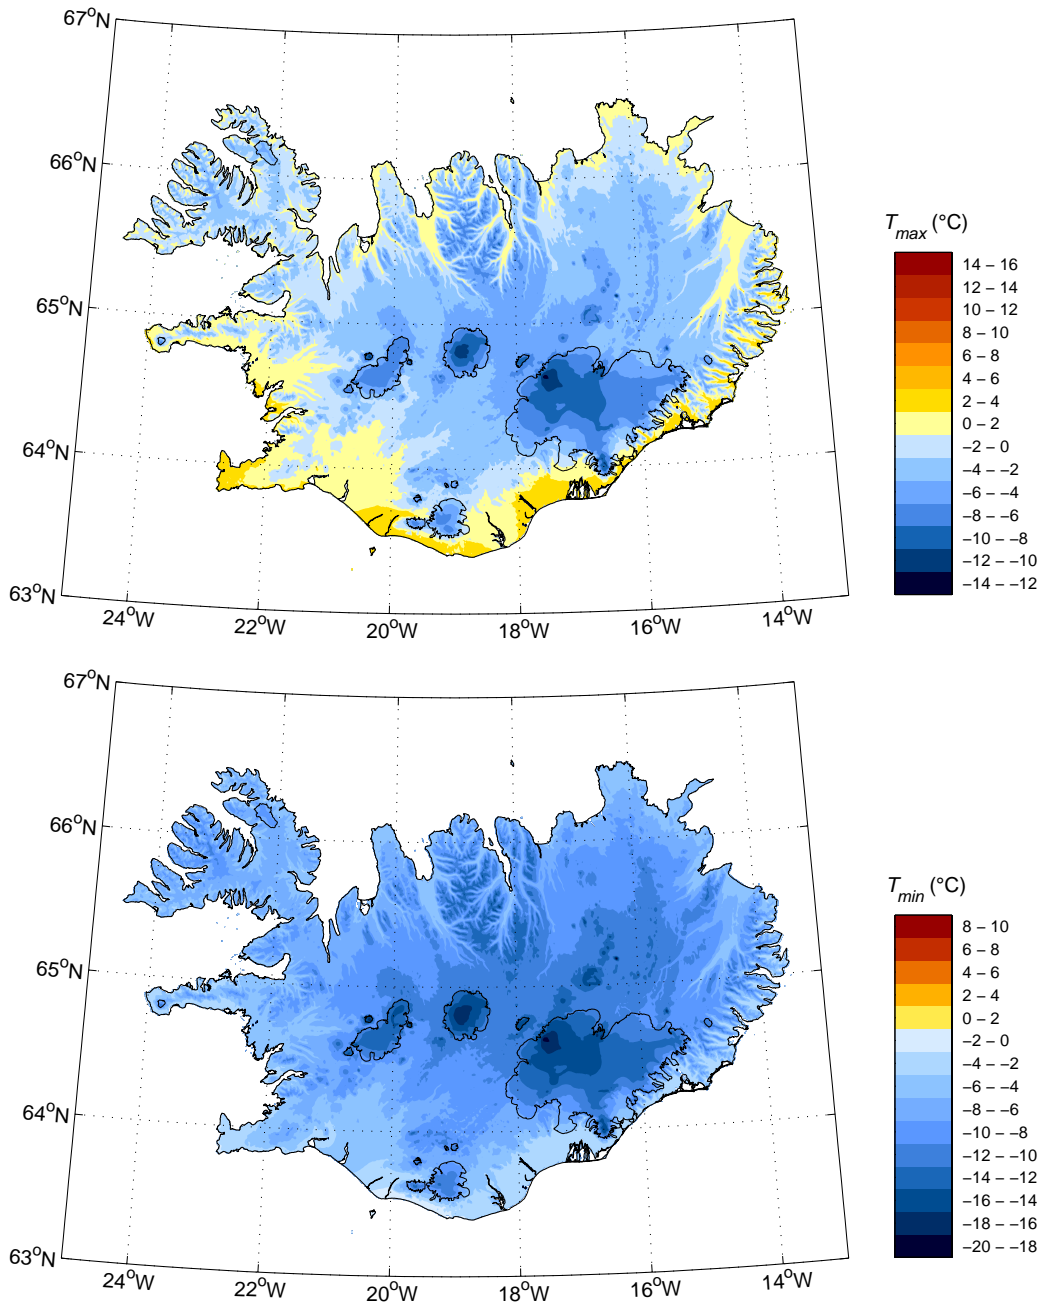 67°N
66°N
65°N
64°N
63°N
24°W
22°W
20°W
18°W
16°W
14°W
Tmax (°C)
14 – 16
12 – 14
10 – 12
8 – 10
6 – 8
4 – 6
2 – 4
0 – 2
−2 – 0
−4 – −2
−6 – −4
−8 – −6
−10 – −8
−12 – −10
−14 – −12
67°N
66°N
65°N
64°N
63°N
24°W
22°W
20°W
18°W
16°W
14°W
Tmin (°C)
8 – 10
6 – 8
4 – 6
2 – 4
0 – 2
−2 – 0
−4 – −2
−6 – −4
−8 – −6
−10 – −8
−12 – −10
−14 – −12
−16 – −14
−18 – −16
−20 – −18